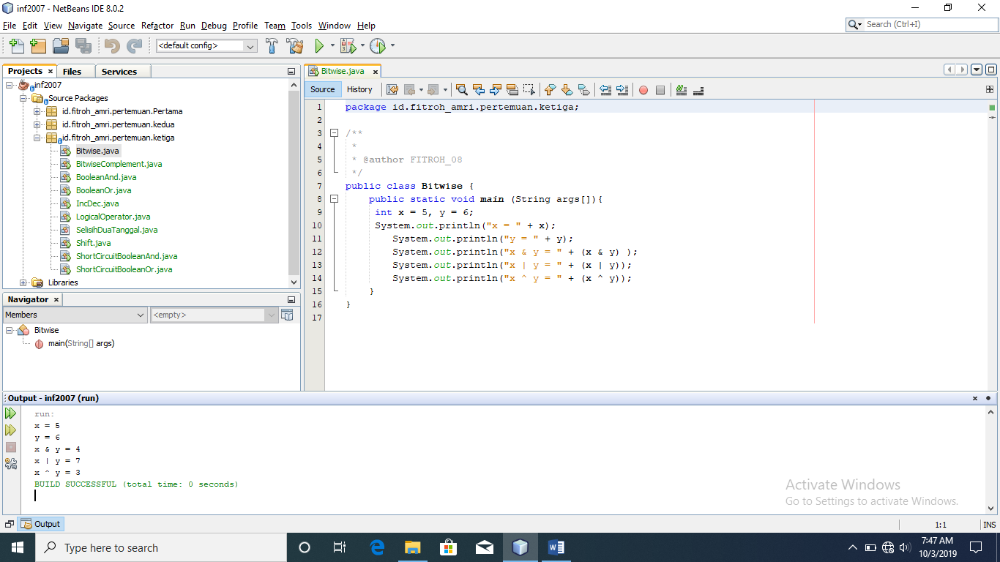 inf2007 - NetBeans IDE 8.0.2
File Edit View Navigate Source Refactor Run Debug Profile Team Tools Window Help
Search (Ctrl+I)
<default config>
Projects Files Services
inf2007
Source Packages
id.fitroh_amri.pertemuan.Pertama
id.fitroh_amri.pertemuan.kedua
id.fitroh_amri.pertemuan.ketiga
Bitwise.java
BitwiseComplement.java
BooleanAnd.java
BooleanOr.java
IncDec.java
LogicalOperator.java
SelisihDuaTanggal.java
Shift.java
ShortCircuitBooleanAnd.java
ShortCircuitBooleanOr.java
Libraries
Navigator
Members
<empty>
Bitwise
main(String[] args)
Bitwise.java
Source History
1 package id.fitroh_amri.pertemuan.ketiga;
2
3 /**
4 *
5 * @author FITROH_08
6 */
7 public class Bitwise {
8 public static void main (String args[]){
9 int x = 5, y = 6;
10 System.out.println("x = " + x);
11 System.out.println("y = " + y);
12 System.out.println("x & y = " + (x & y) );
13 System.out.println("x | y = " + (x | y));
14 System.out.println("x ^ y = " + (x ^ y));
15 }
16 }
17
Output - inf2007 (run)
run:
x = 5
y = 6
x & y = 4
x | y = 7
x ^ y = 3
BUILD SUCCESSFUL (total time: 0 seconds)
Activate Windows
Go to Settings to activate Windows.
Output
1:1 INS
Type here to search
7:47 AM
10/3/2019